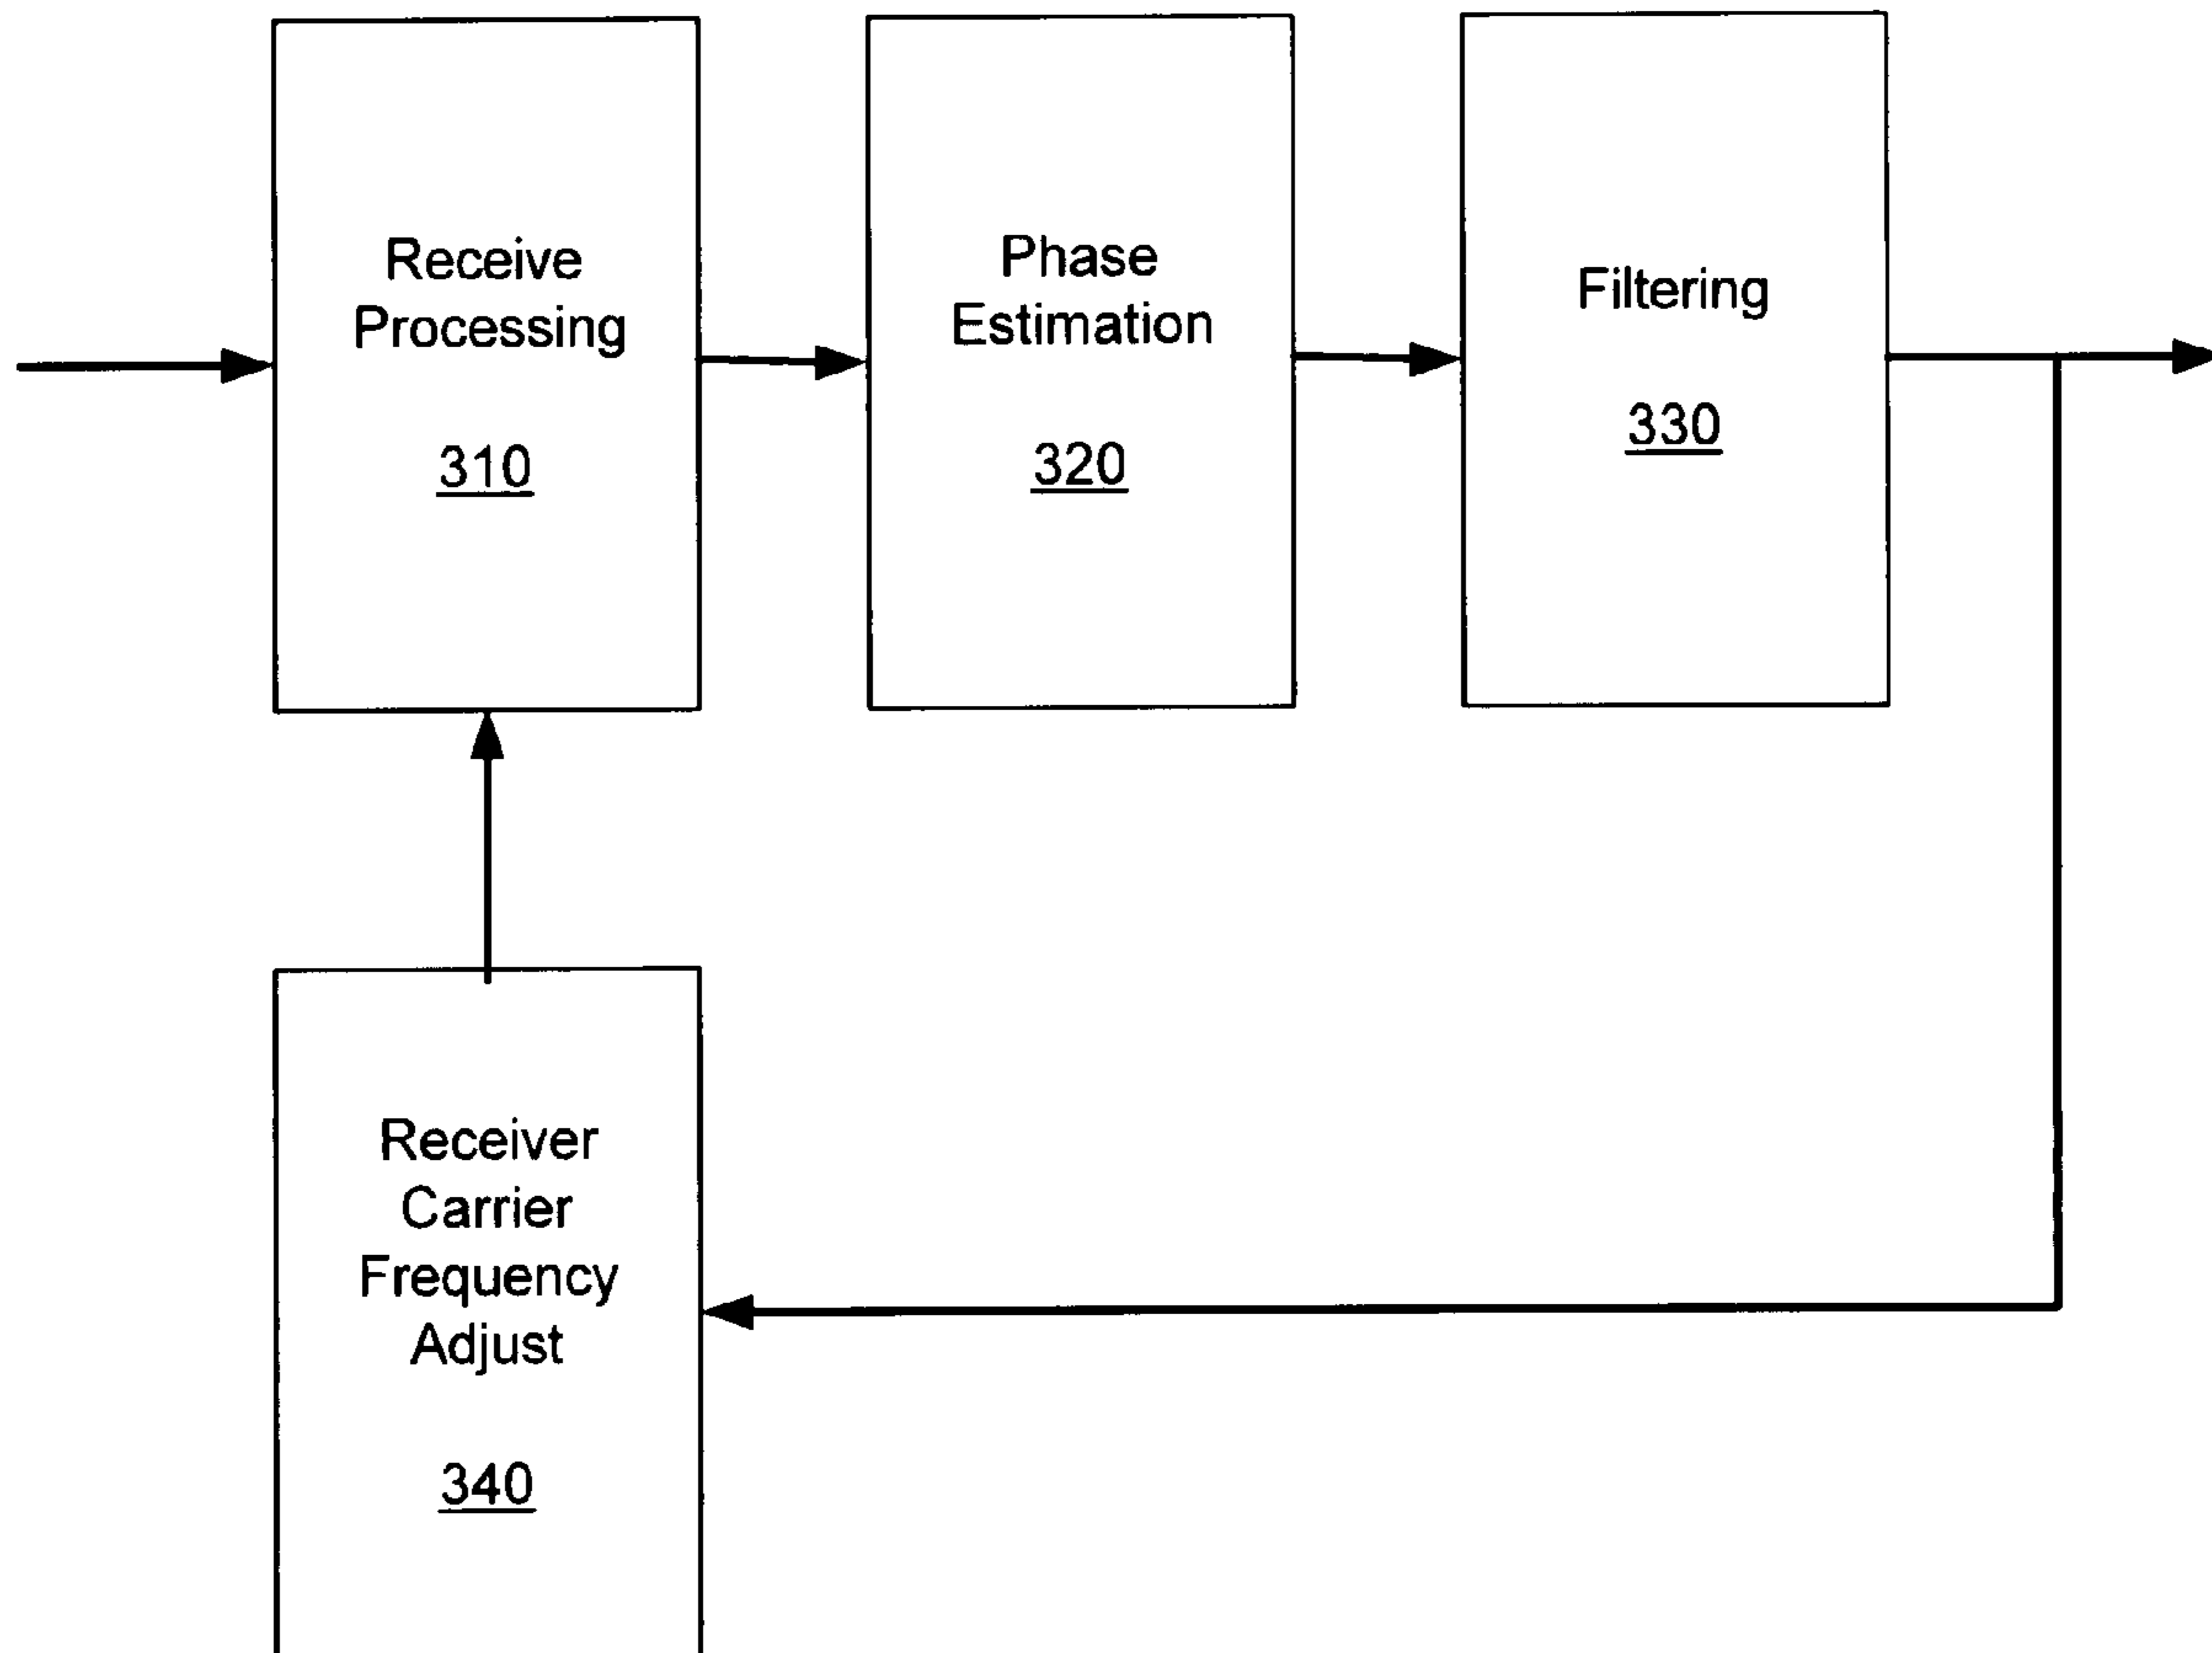 Receive
Processing
310
Phase
Estimation
320
Filtering
330
Receiver
Carrier
Frequency
Adjust
340